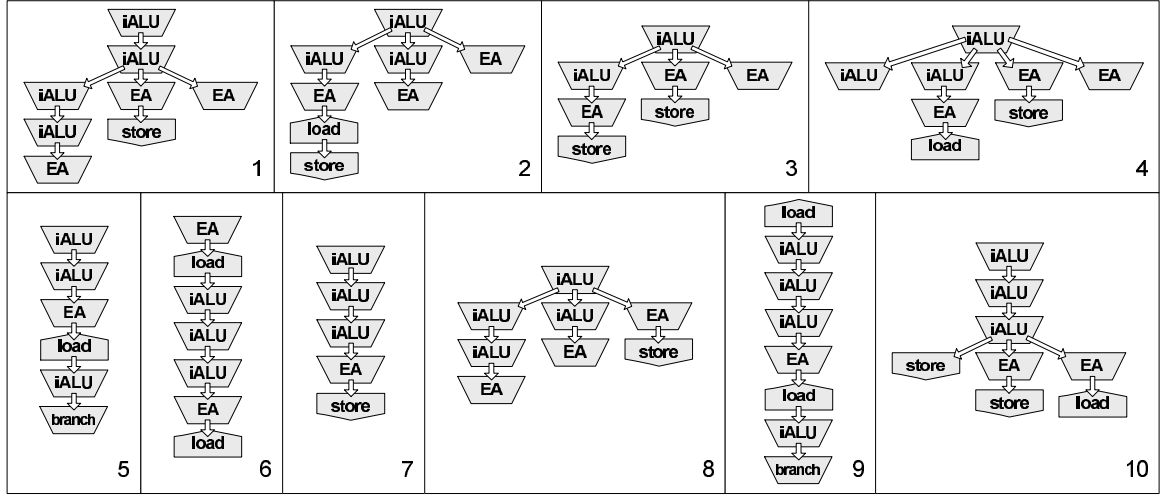 iALU
iALU
iALU EA EA
iALU store
EA
1
iALU
iALU iALU EA
EA EA
load
store
2
iALU
iALU EA EA
EA store
store
3
iALU
iALU iALU EA EA
EA store
load
4
iALU
iALU
EA
load
iALU
branch
5
EA
load
iALU
iALU
iALU
EA
load
6
iALU
iALU
iALU
EA
store
7
iALU
iALU iALU EA
iALU EA store
EA
8
load
iALU
iALU
iALU
EA
load
iALU
branch
9
iALU
iALU
iALU
store EA EA
store load
10